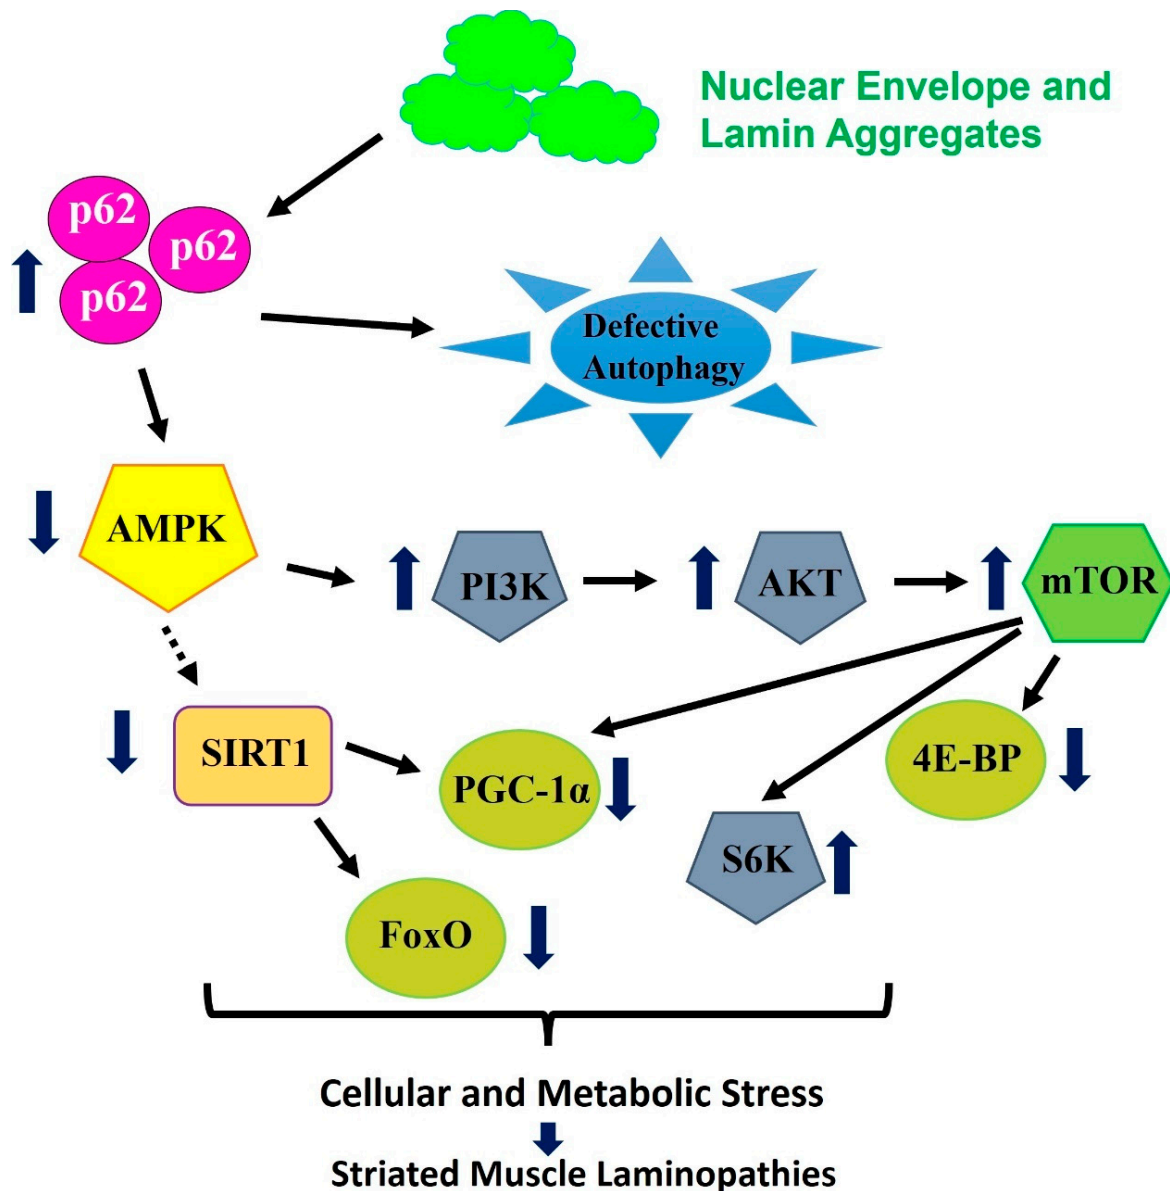 Nuclear Envelope and
Lamin Aggregates
p62
p62
p62
Defective
Autophagy
AMPK
PI3K
AKT
mTOR
SIRT1
PGC-1α
4E-BP
S6K
FoxO
Cellular and Metabolic Stress
Striated Muscle Laminopathies